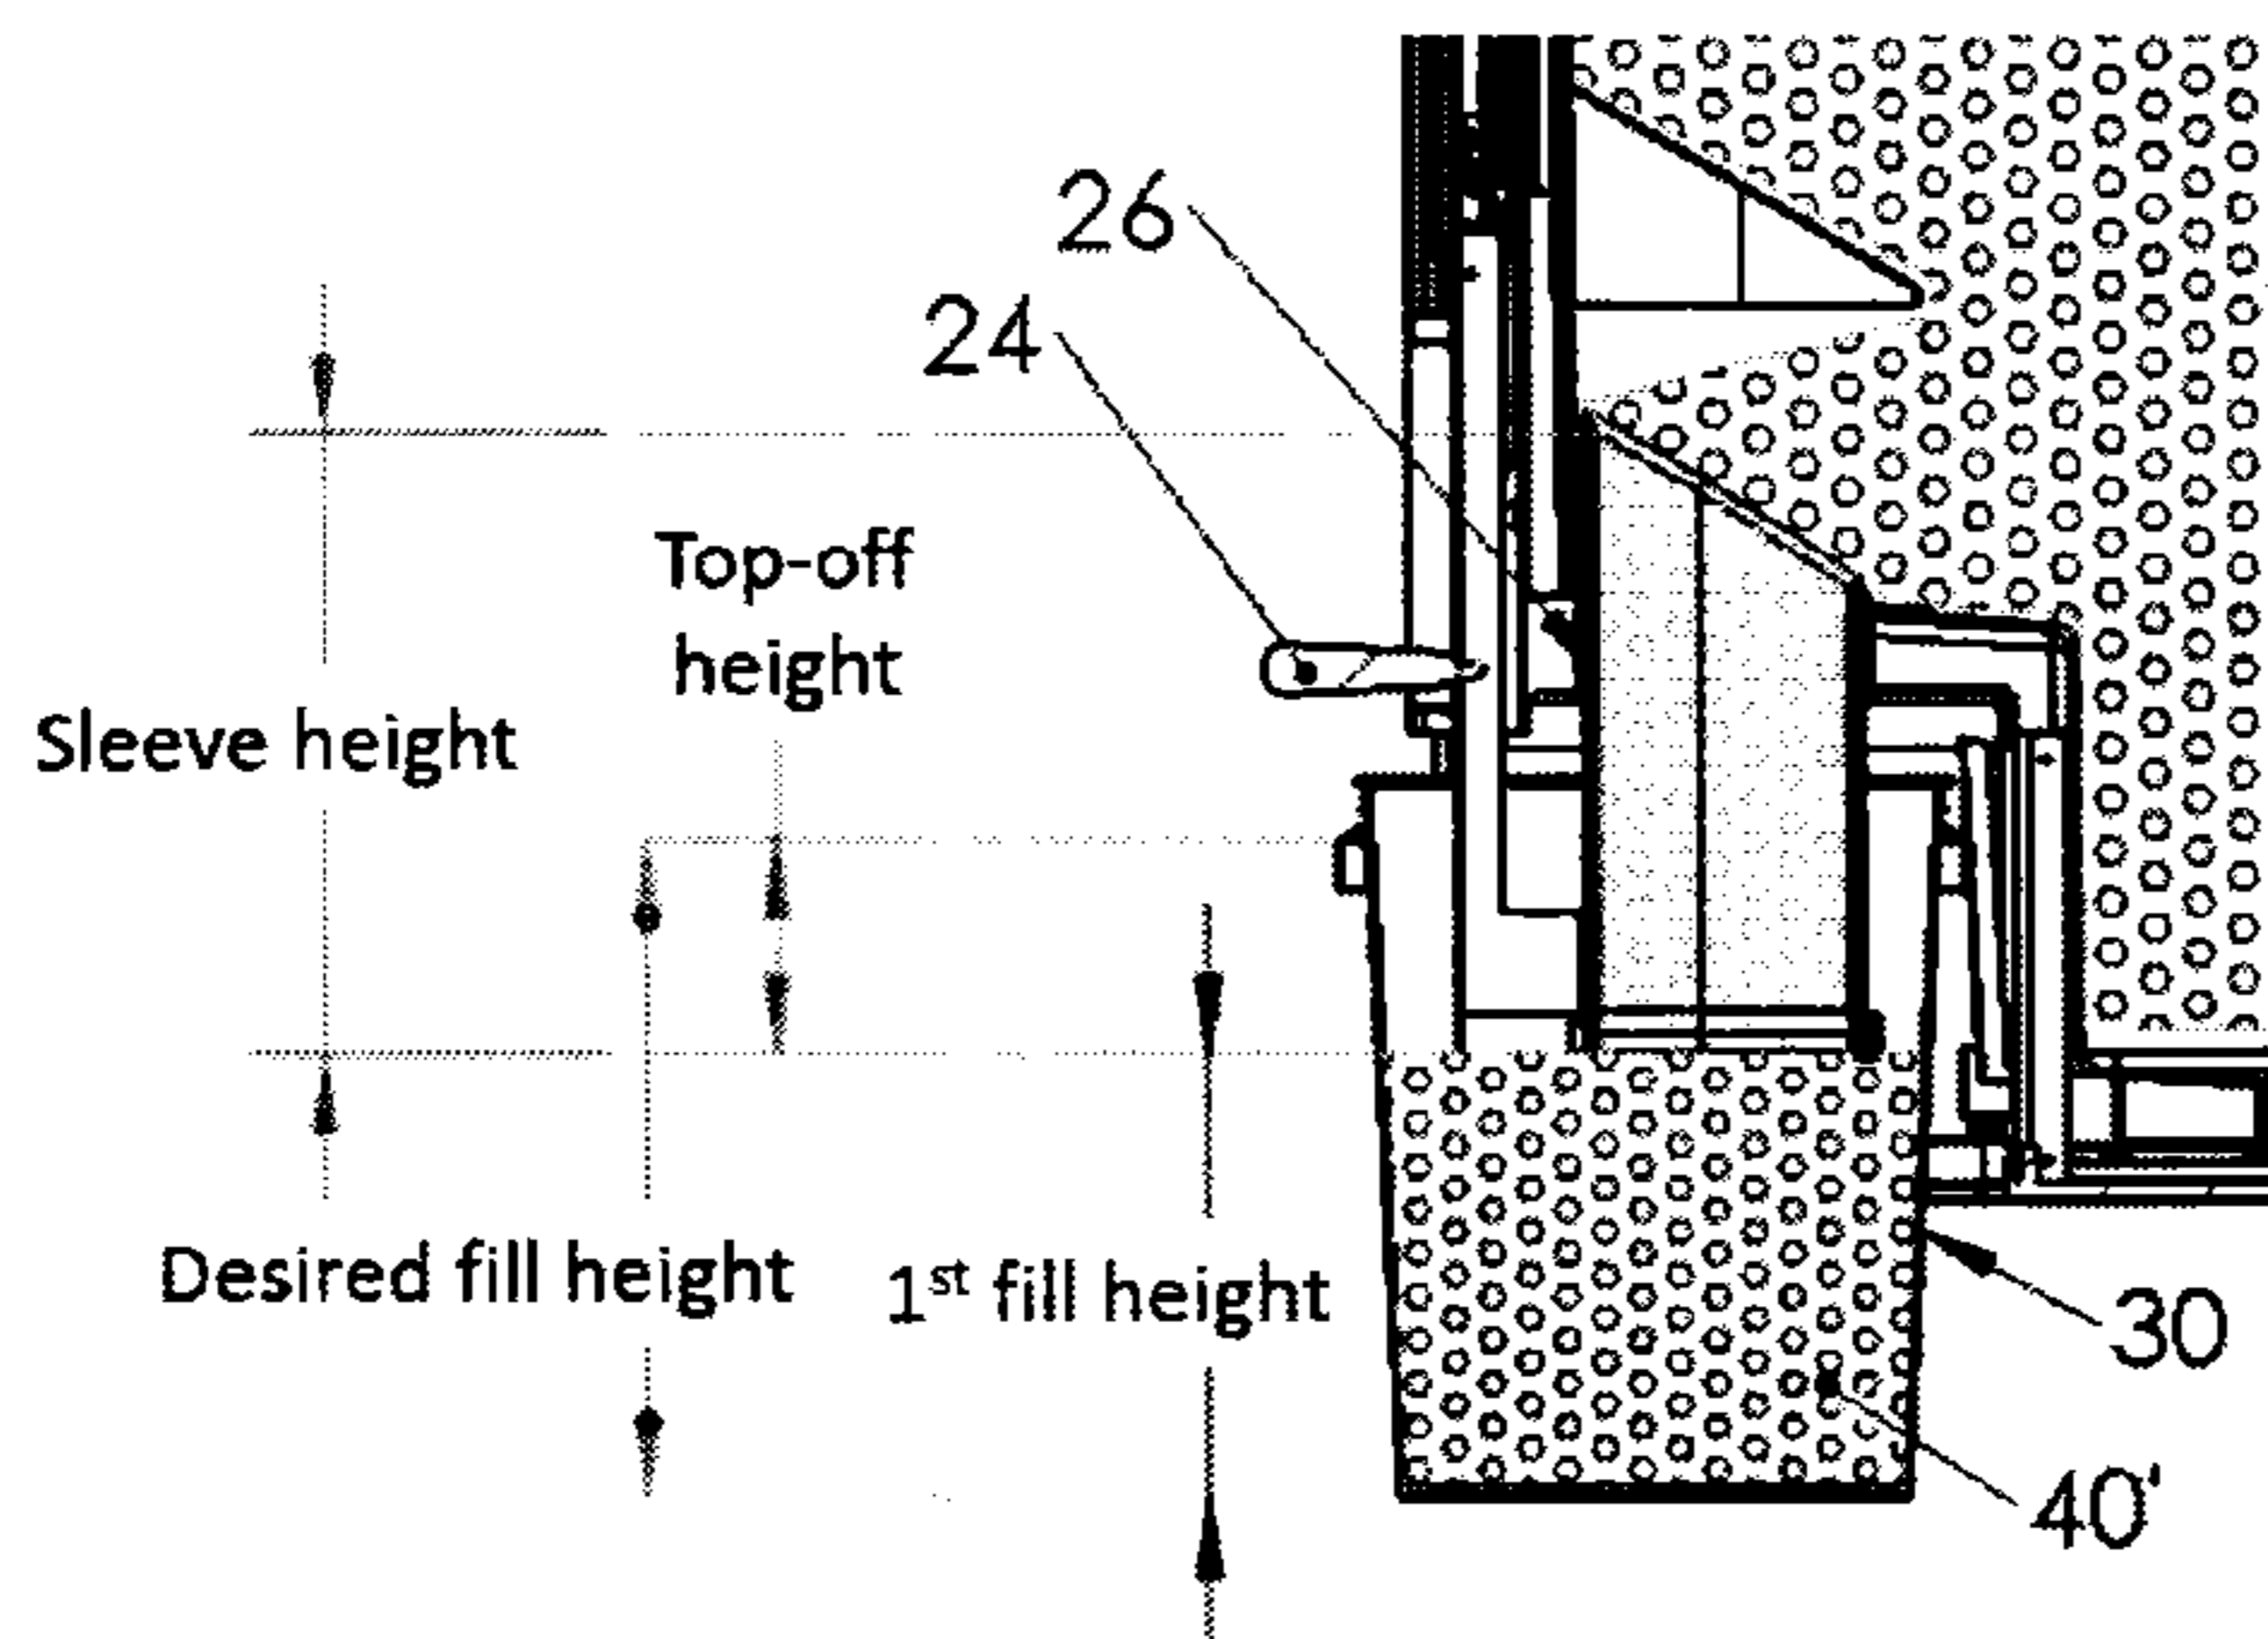 26
24
Top-off
height
Sleeve height
Desired fill height
1st fill height
30
40'